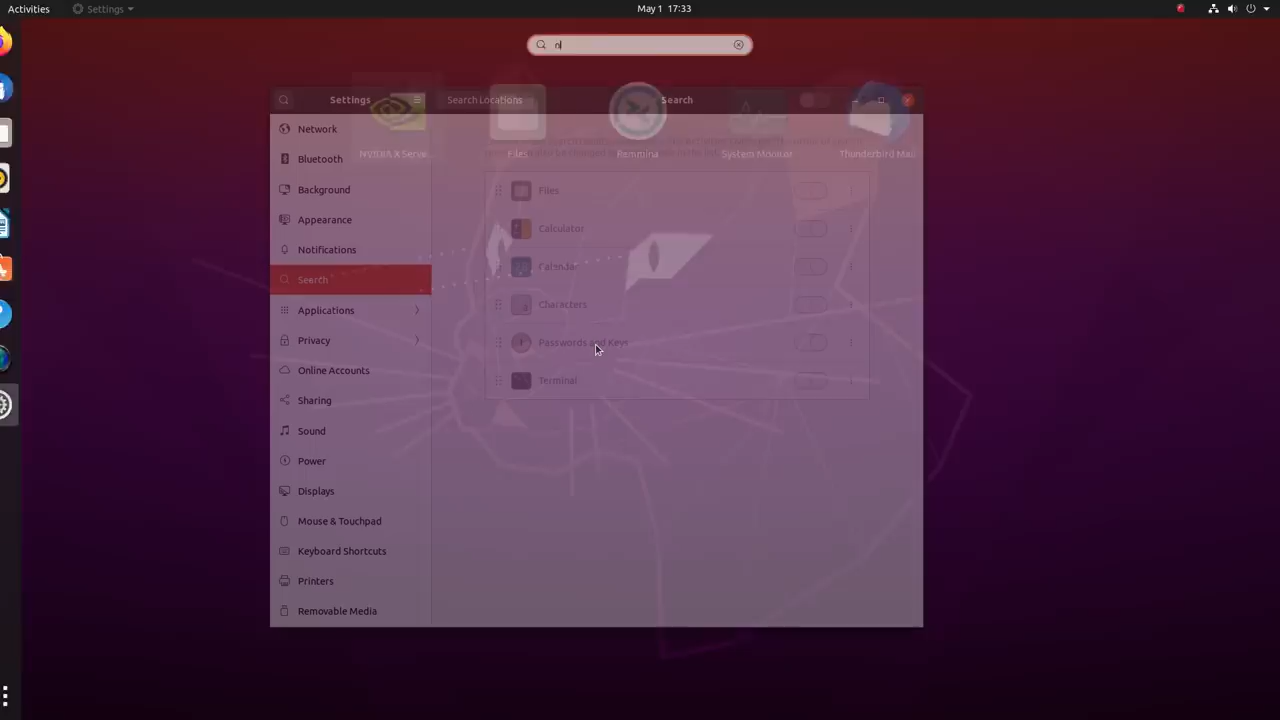 Activities
Settings
May 1 17:33
n
Settings
Search Locations
Search
NVIDIA X Serve...
Files
Remmina
System Monitor
Thunderbird Mai...
Network
Bluetooth
Background
Appearance
Notifications
Search
Applications
Privacy
Online Accounts
Sharing
Sound
Power
Displays
Mouse & Touchpad
Keyboard Shortcuts
Printers
Removable Media
Files
Calculator
Calendar
Characters
Passwords and Keys
Terminal